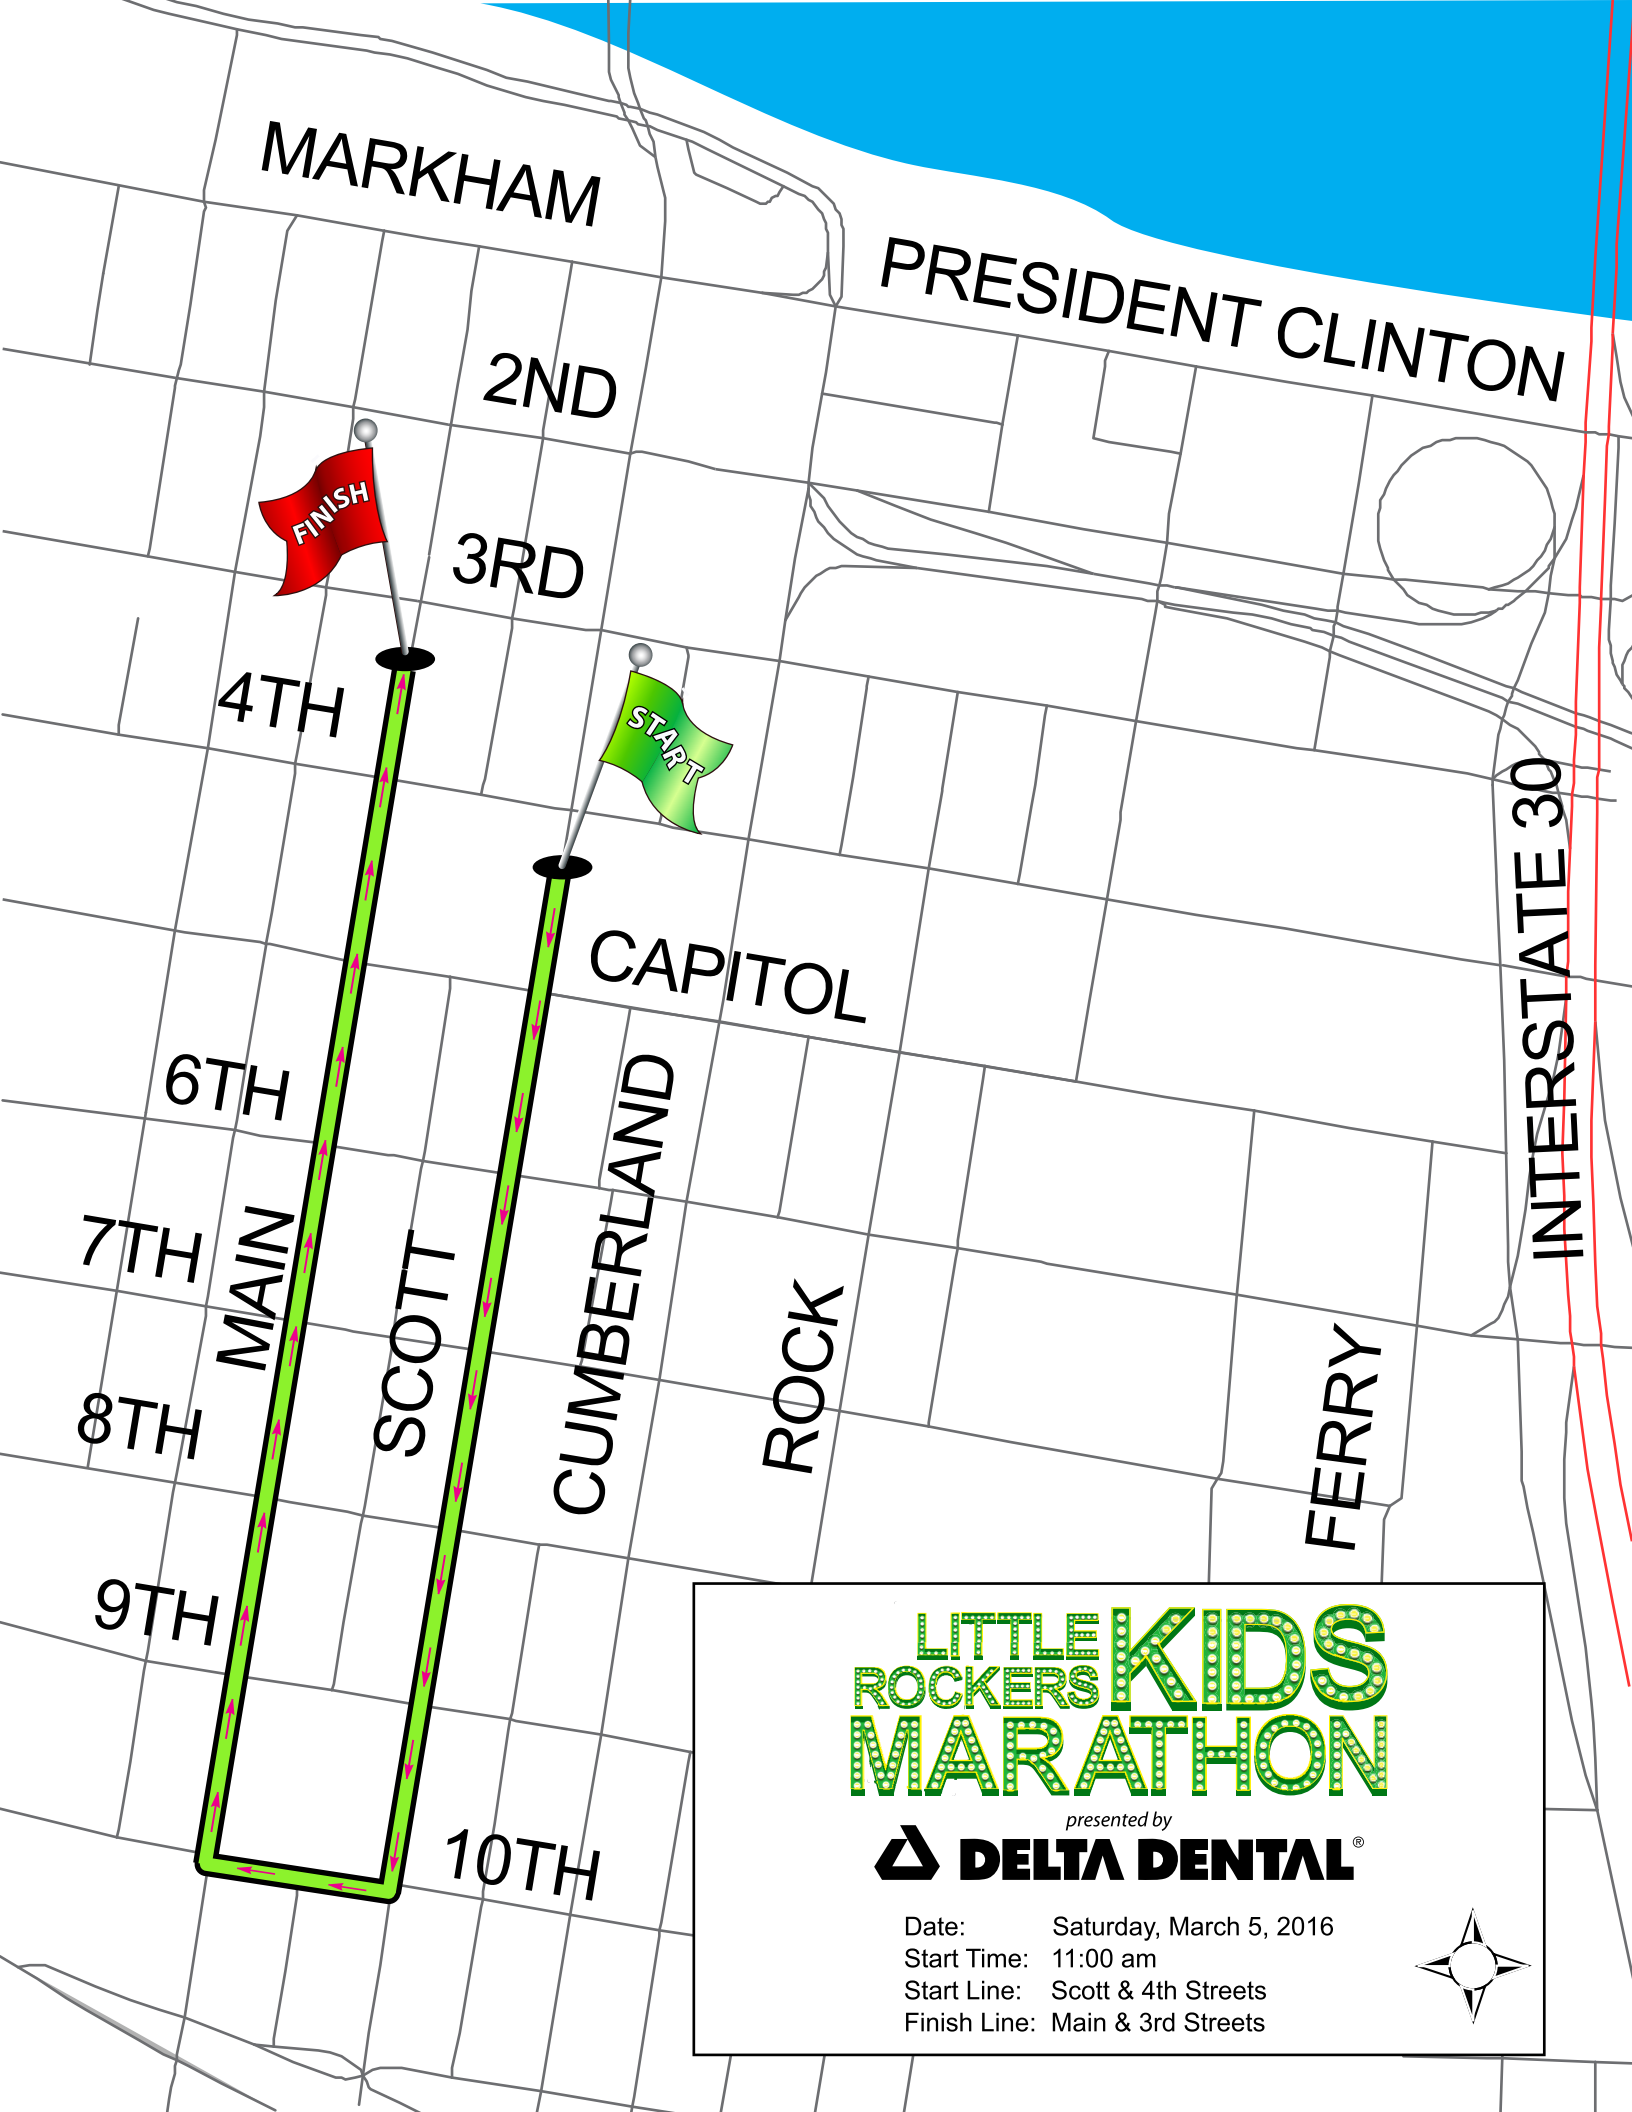 MARKHAM
PRESIDENT CLINTON
2ND
FINISH
3RD
4TH
START
INTERSTATE 30
CAPITOL
6TH
CUMBERLAND
7TH
MAIN
SCOTT
ROCK
FERRY
8TH
9TH
10TH
LITTLE
ROCKERS
KIDS
MARATHON
presented by
DELTA DENTAL®
Date: Saturday, March 5, 2016
Start Time: 11:00 am
Start Line: Scott & 4th Streets
Finish Line: Main & 3rd Streets